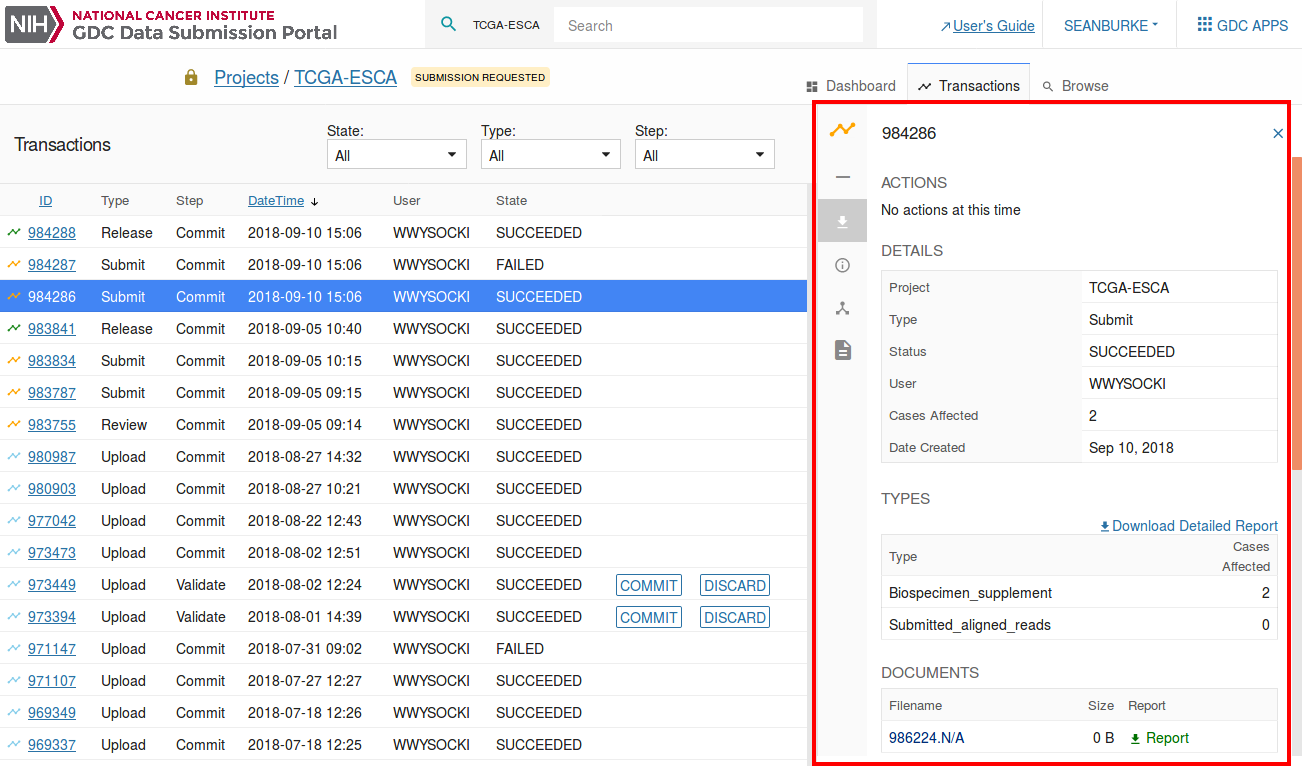 NIH NATIONAL CANCER INSTITUTE
GDC Data Submission Portal
TCGA-ESCA Search User's Guide SEANBURKE GDC APPS
Projects / TCGA-ESCA SUBMISSION REQUESTED
Dashboard Transactions Browse
Transactions
State: Type: Step:
All All All
ID Type Step DateTime User State
984288 Release Commit 2018-09-10 15:06 WWYSOCKI SUCCEEDED
984287 Submit Commit 2018-09-10 15:06 WWYSOCKI FAILED
984286 Submit Commit 2018-09-10 15:06 WWYSOCKI SUCCEEDED
983841 Release Commit 2018-09-05 10:40 WWYSOCKI SUCCEEDED
983834 Submit Commit 2018-09-05 10:15 WWYSOCKI SUCCEEDED
983787 Submit Commit 2018-09-05 09:15 WWYSOCKI SUCCEEDED
983755 Review Commit 2018-09-05 09:14 WWYSOCKI SUCCEEDED
980987 Upload Commit 2018-08-27 14:32 WWYSOCKI SUCCEEDED
980903 Upload Commit 2018-08-27 10:21 WWYSOCKI SUCCEEDED
977042 Upload Commit 2018-08-22 12:43 WWYSOCKI SUCCEEDED
973473 Upload Commit 2018-08-02 12:51 WWYSOCKI SUCCEEDED
973449 Upload Validate 2018-08-02 12:24 WWYSOCKI SUCCEEDED COMMIT DISCARD
973394 Upload Validate 2018-08-01 14:39 WWYSOCKI SUCCEEDED COMMIT DISCARD
971147 Upload Commit 2018-07-31 09:02 WWYSOCKI FAILED
971107 Upload Commit 2018-07-27 12:27 WWYSOCKI SUCCEEDED
969349 Upload Commit 2018-07-18 12:26 WWYSOCKI SUCCEEDED
969337 Upload Commit 2018-07-18 12:25 WWYSOCKI SUCCEEDED
984286
ACTIONS
No actions at this time
DETAILS
Project TCGA-ESCA
Type Submit
Status SUCCEEDED
User WWYSOCKI
Cases Affected 2
Date Created Sep 10, 2018
TYPES
Download Detailed Report
Type Cases
Affected
Biospecimen_supplement 2
Submitted_aligned_reads 0
DOCUMENTS
Filename Size Report
986224.N/A 0 B Report